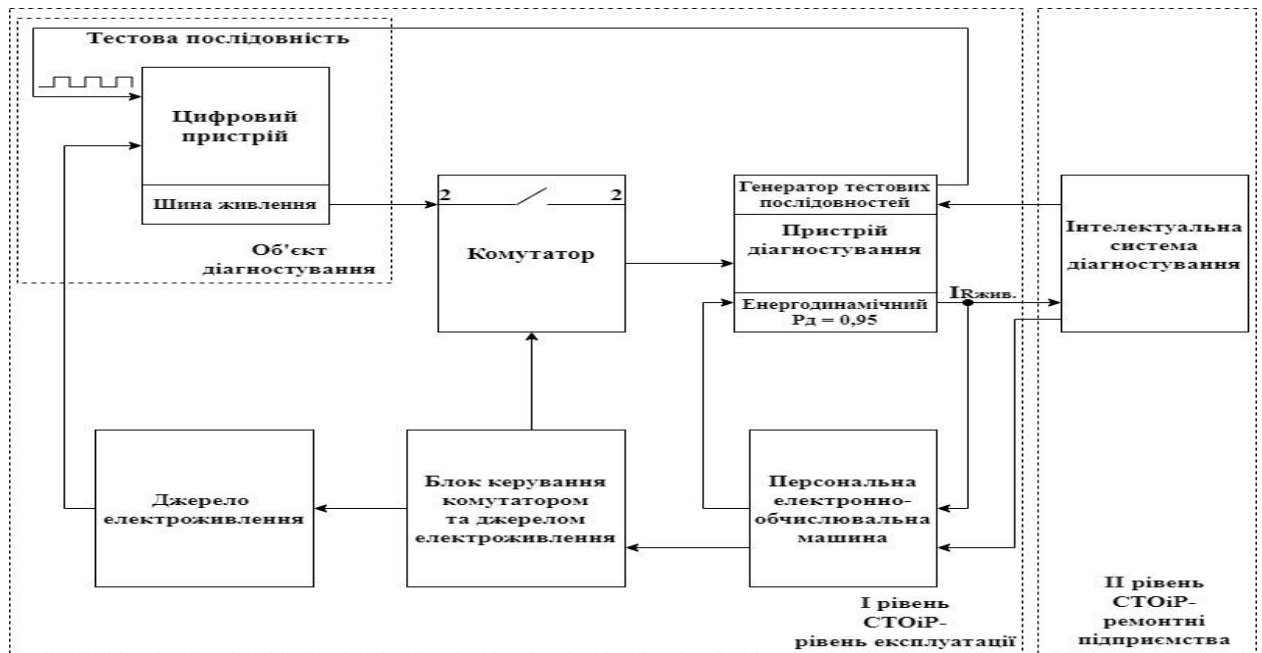 Тестова послідовність
Цифровий
пристрій
Шина живлення
Об'єкт
діагностування
2
2
Комутатор
Генератор тестових
послідовностей
Пристрій
діагностування
Енергодинамічний
Рд = 0,95
IRжив.
Інтелектуальна
система
діагностування
Джерело
електроживлення
Блок керування
комутатором
та джерелом
електроживлення
Персональна
електронно-
обчислювальна
машина
I рівень
СТОіР-
рівень експлуатації
II рівень
СТОіР-
ремонтні
підприємства